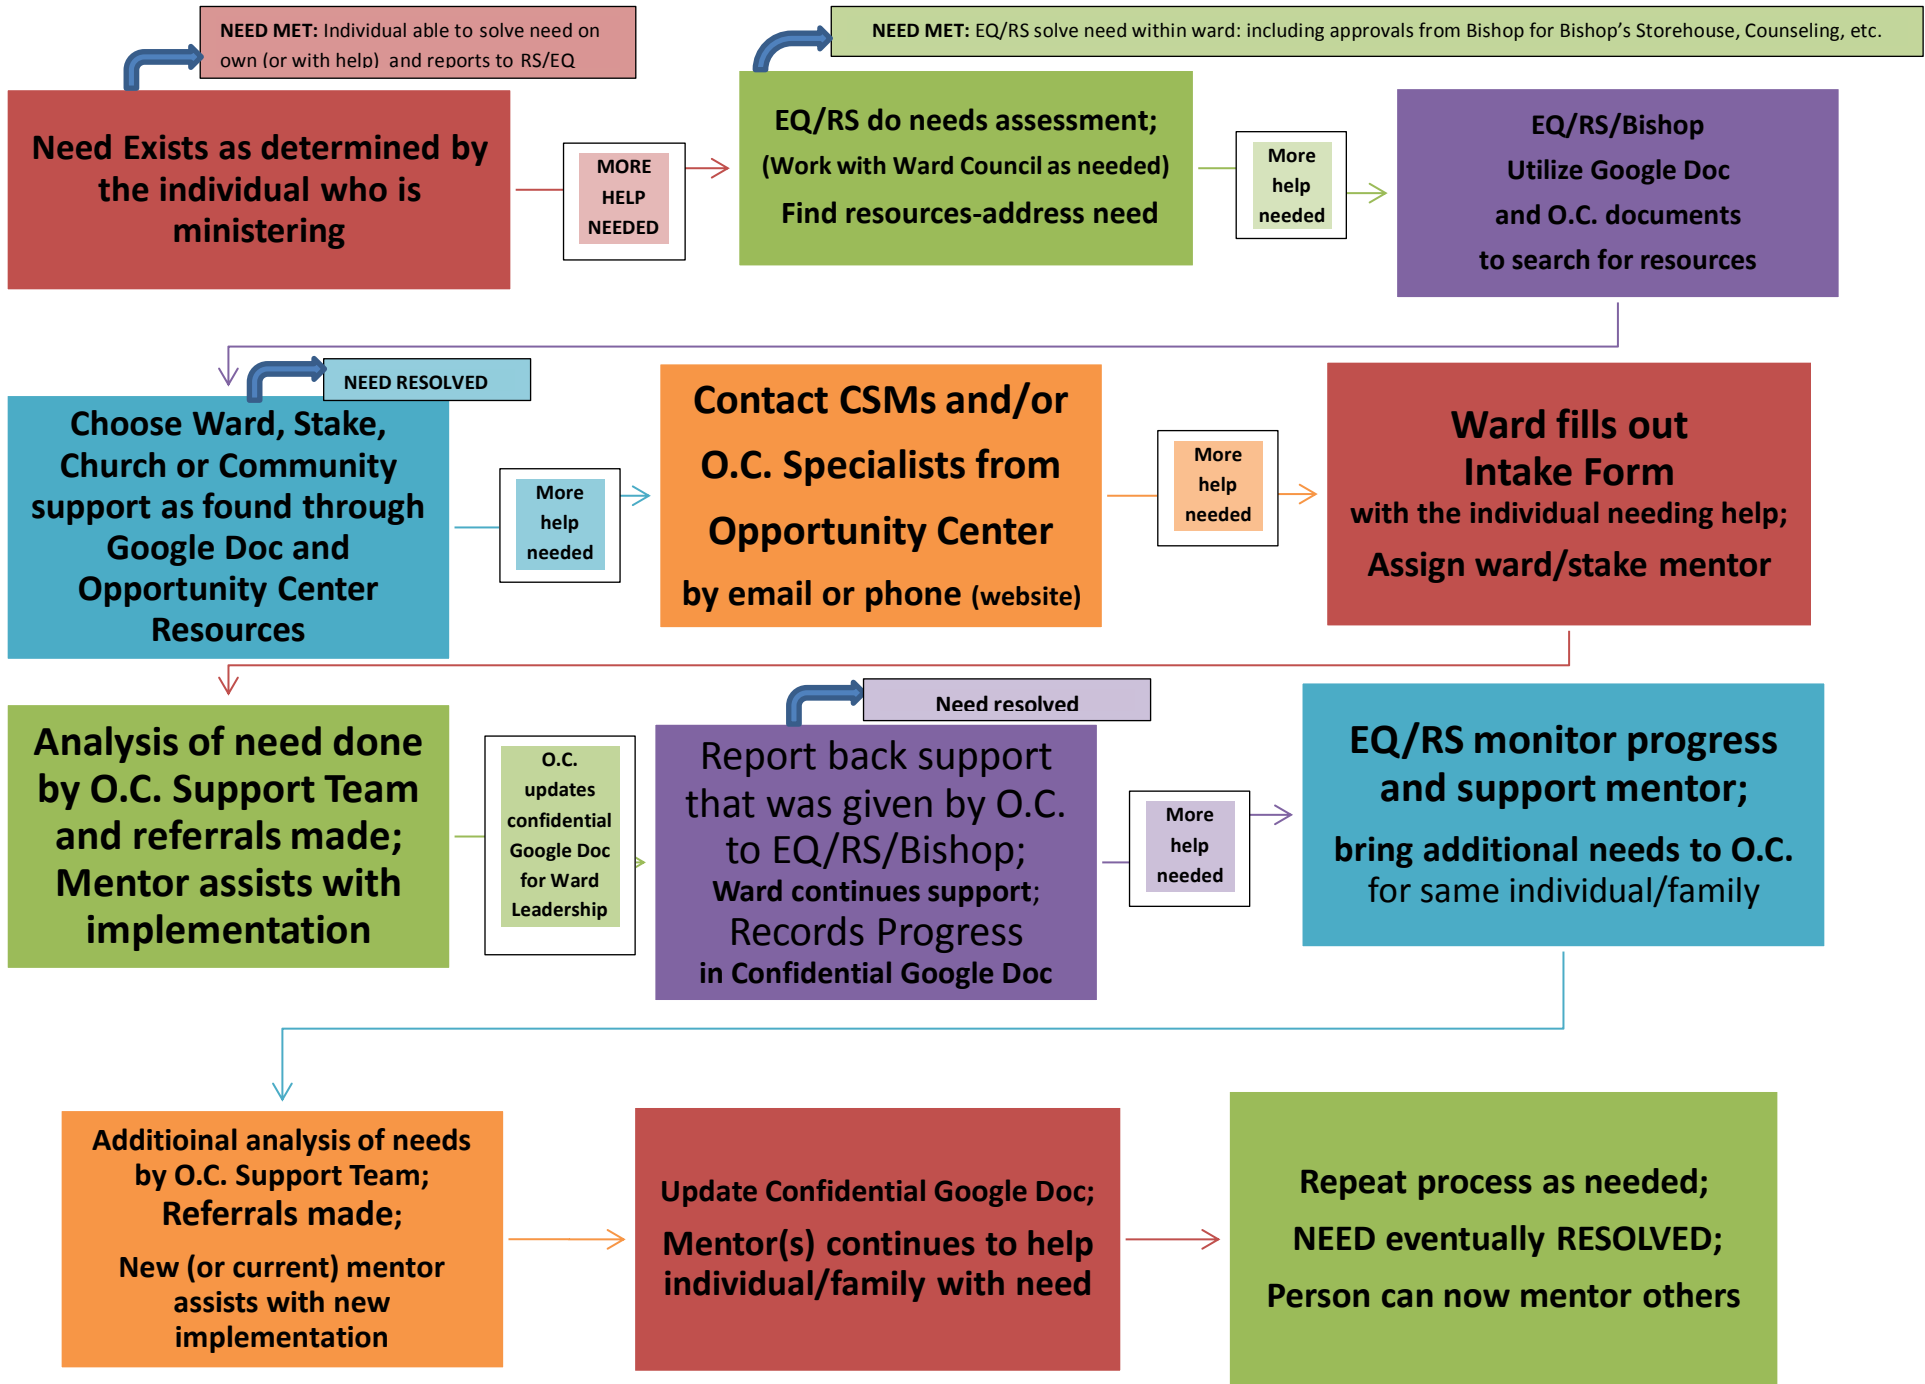 NEED MET: Individual able to solve need on
own (or with help)  and reports to RS/EQ
NEED MET: EQ/RS solve need within ward: including approvals from Bishop for Bishop's Storehouse, Counseling, etc.
Need Exists as determined by
the individual who is
ministering
MORE
HELP
NEEDED
EQ/RS do needs assessment;
(Work with Ward Council as needed)
Find resources-address need
More
help
needed
EQ/RS/Bishop
Utilize Google Doc
and O.C. documents
to search for resources
NEED RESOLVED
Choose Ward, Stake,
Church or Community
support as found through
Google Doc and
Opportunity Center
Resources
More
help
needed
Contact CSMs and/or
O.C. Specialists from
Opportunity Center
by email or phone (website)
More
help
needed
Ward fills out
Intake Form
with the individual needing help;
Assign ward/stake mentor
Analysis of need done
by O.C. Support Team
and referrals made;
Mentor assists with
implementation
O.C.
updates
confidential
Google Doc
for Ward
Leadership
Need resolved
Report back support
that was given by O.C.
to EQ/RS/Bishop;
Ward continues support;
Records Progress
in Confidential Google Doc
More
help
needed
EQ/RS monitor progress
and support mentor;
bring additional needs to O.C.
for same individual/family
Additioinal analysis of needs
by O.C. Support Team;
Referrals made;
New (or current) mentor
assists with new
implementation
Update Confidential Google Doc;
Mentor(s) continues to help
individual/family with need
Repeat process as needed;
NEED eventually RESOLVED;
Person can now mentor others